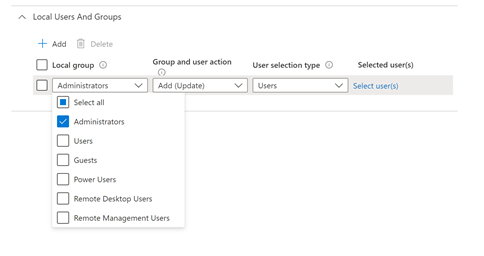 Local Users And Groups
Add Delete
Local group Group and user action User selection type Selected user(s)
Administrators Add (Update) Users Select user(s)
Select all
Administrators
Users
Guests
Power Users
Remote Desktop Users
Remote Management Users